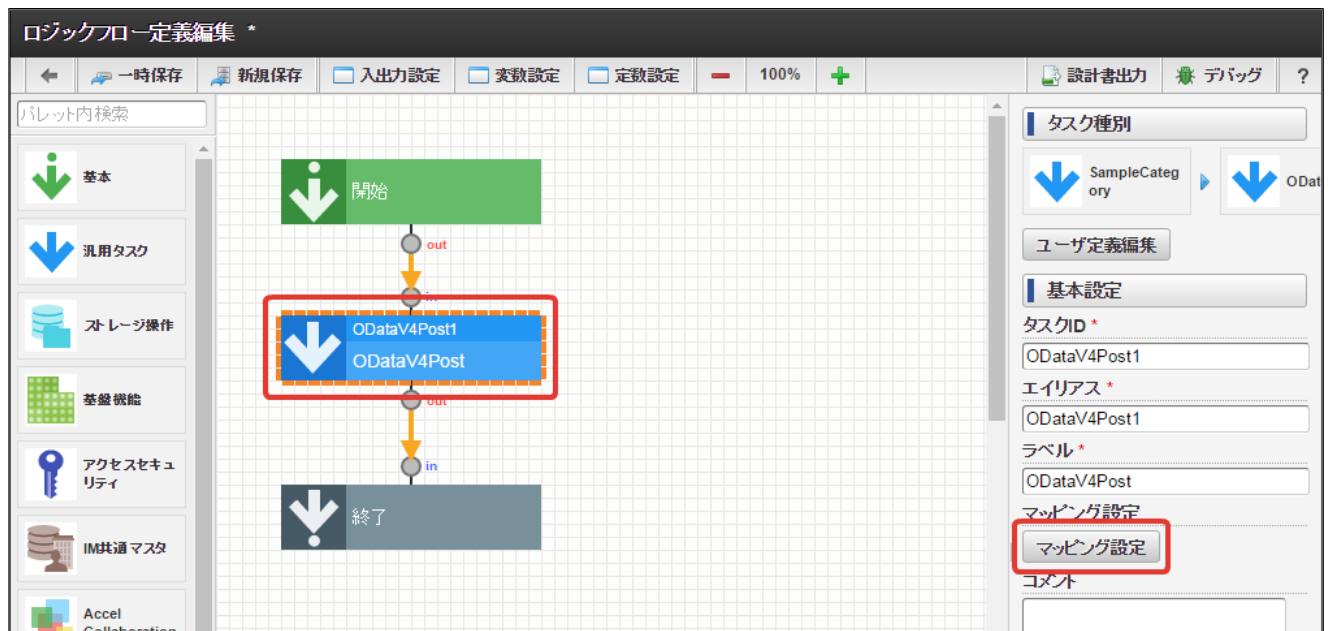 ロジックフロー定義編集 *
一時保存 新規保存 入出力設定 変数設定 定数設定 100% 設計書出力 デバッグ ?
パレット内検索
基本
汎用タスク
ストレージ操作
基盤機能
アクセスセキュ
リティ
IM共通マスタ
Accel
Collaboration
開始
out
in
ODataV4Post1
ODataV4Post
out
in
終了
タスク種別
SampleCateg
ory
ODat
ユーザ定義編集
基本設定
タスクID *
ODataV4Post1
エイリアス *
ODataV4Post1
ラベル *
ODataV4Post
マッピング設定
マッピング設定
コメント